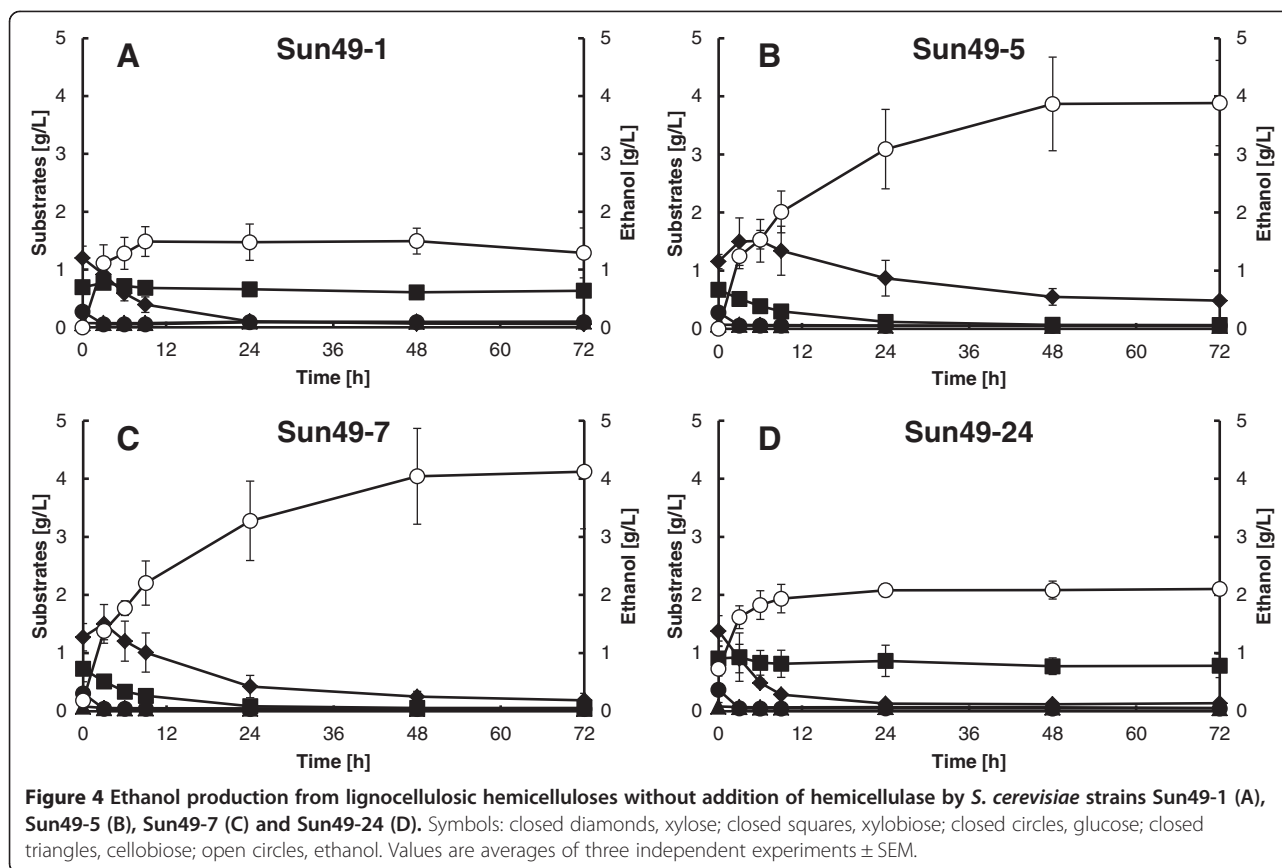 A
Sun49-1
5
4
3
2
1
0
Substrates [g/L]
5
4
3
2
1
0
Ethanol [g/L]
0 12 24 36 48 60 72
Time [h]
B
Sun49-5
5
4
3
2
1
0
Substrates [g/L]
5
4
3
2
1
0
Ethanol [g/L]
0 12 24 36 48 60 72
Time [h]
C
Sun49-7
5
4
3
2
1
0
Substrates [g/L]
5
4
3
2
1
0
Ethanol [g/L]
0 12 24 36 48 60 72
Time [h]
D
Sun49-24
5
4
3
2
1
0
Substrates [g/L]
5
4
3
2
1
0
Ethanol [g/L]
0 12 24 36 48 60 72
Time [h]
Figure 4 Ethanol production from lignocellulosic hemicelluloses without addition of hemicellulase by S. cerevisiae strains Sun49-1 (A),
Sun49-5 (B), Sun49-7 (C) and Sun49-24 (D). Symbols: closed diamonds, xylose; closed squares, xylobiose; closed circles, glucose; closed
triangles, cellobiose; open circles, ethanol. Values are averages of three independent experiments ± SEM.